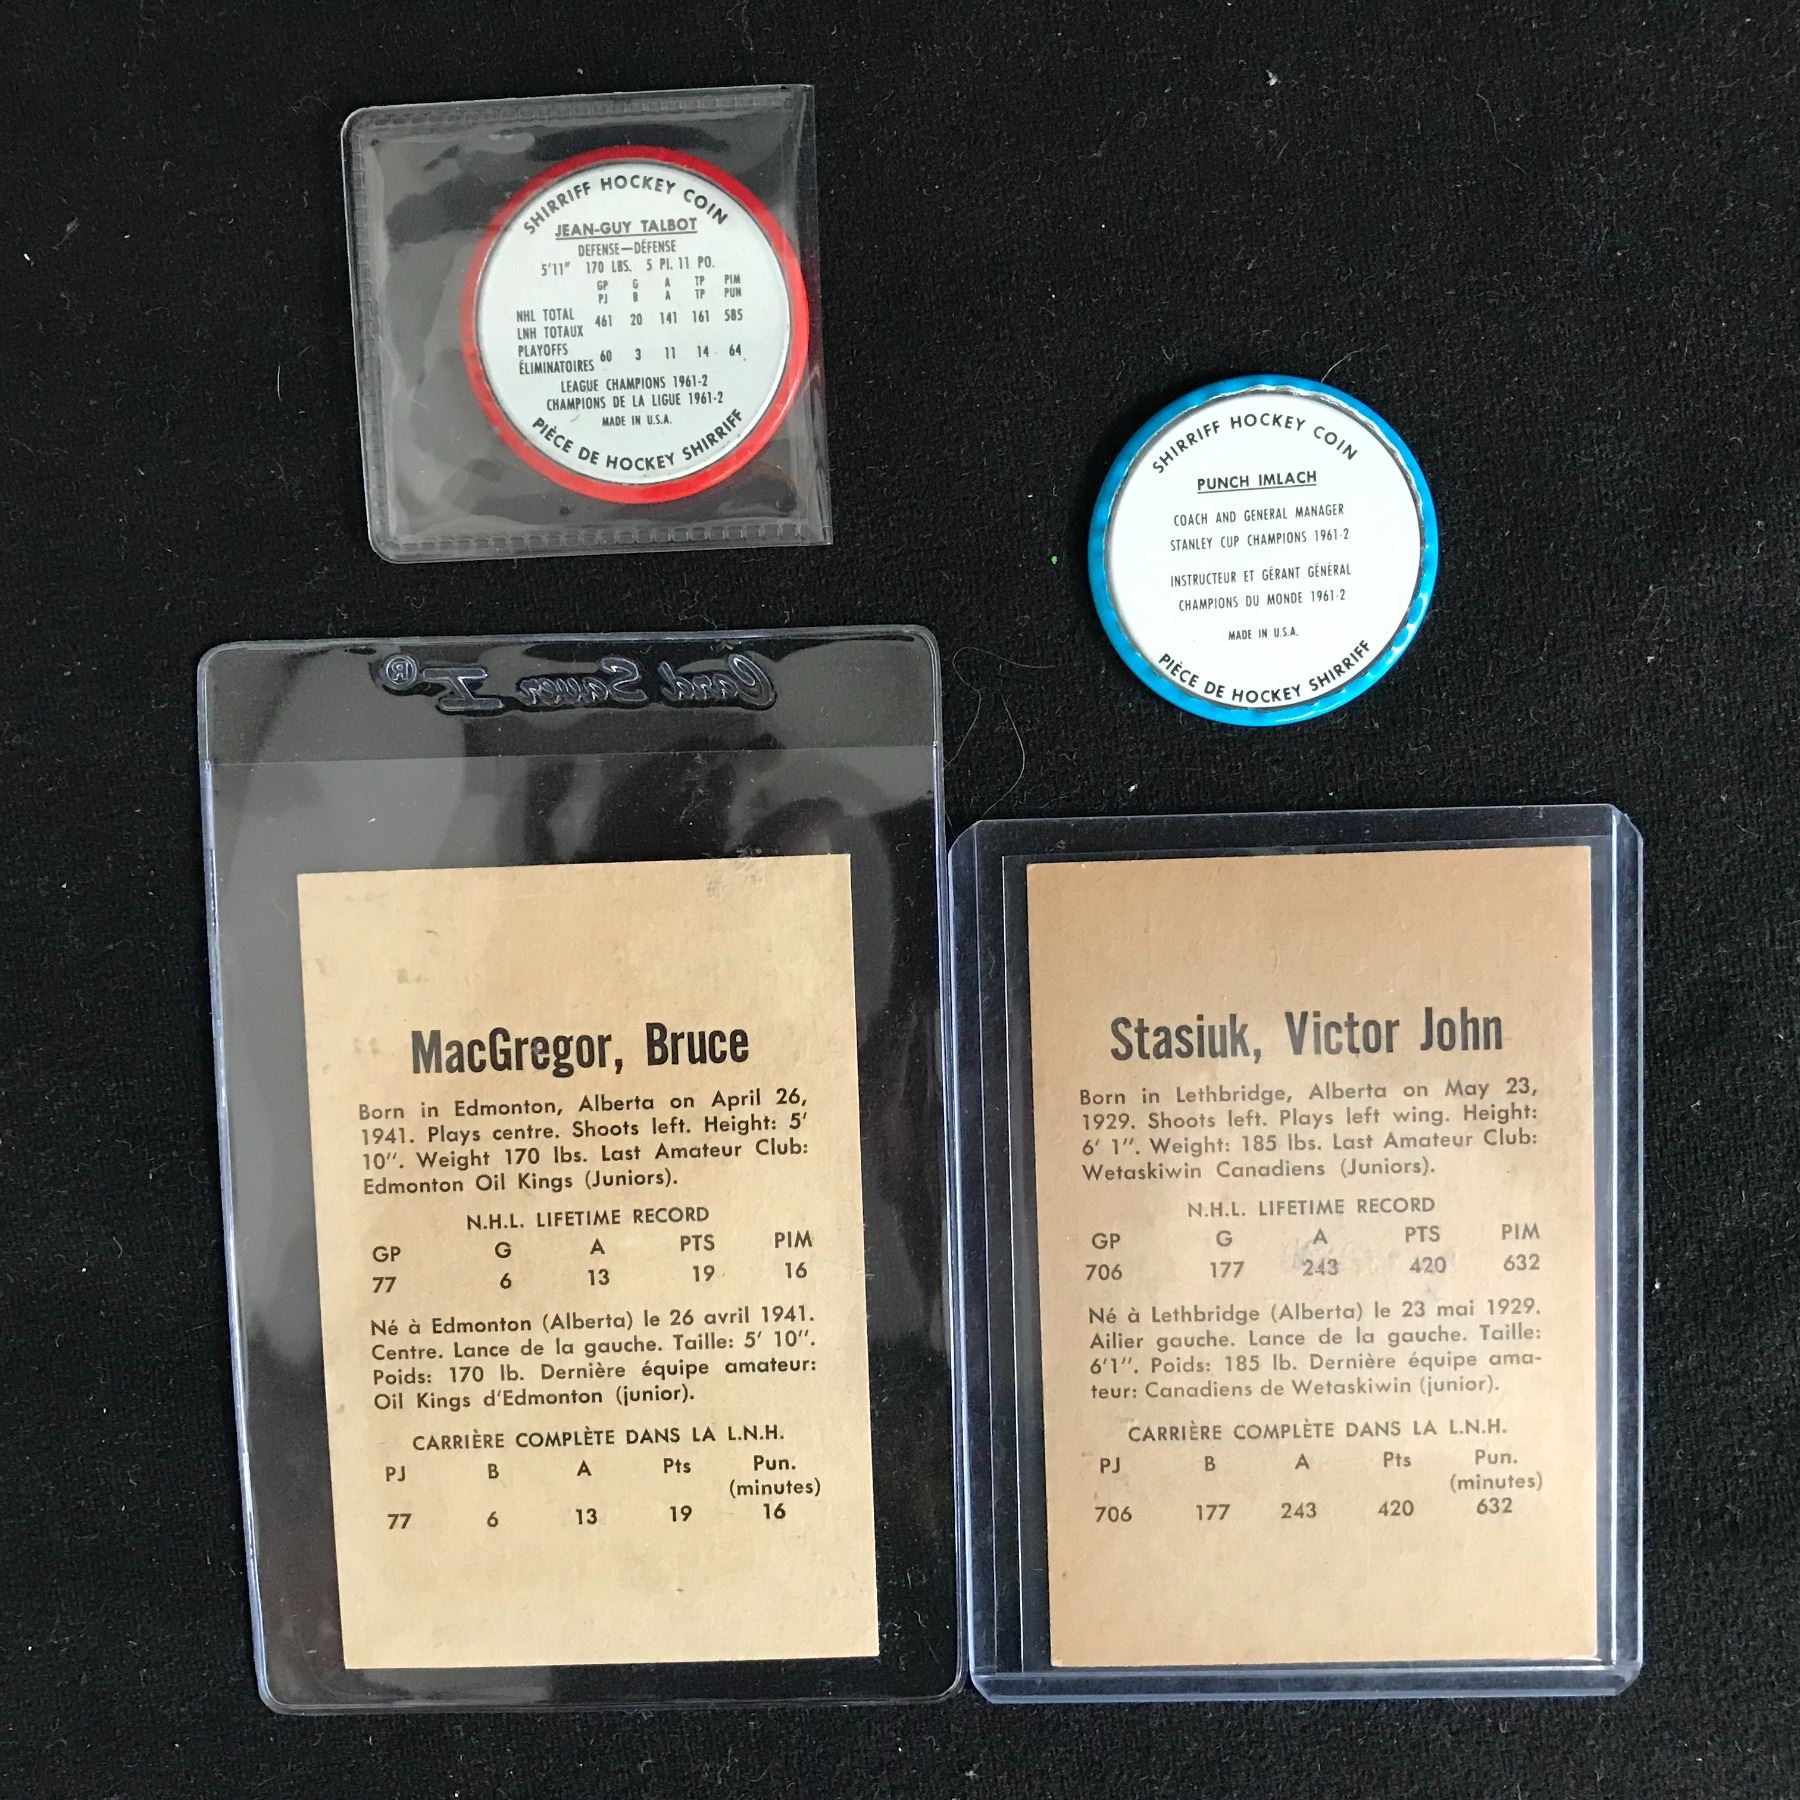 SHIRRIFF HOCKEY COIN
JEAN-GUY TALBOT
DEFENSE—DÉFENSE
5'11" 170 LBS. 5 PI. 11 PO.
GP G A TP PIM
PJ B A TP PUN
NHL TOTAL
LNH TOTAUX
461 20 141 161 585
PLAYOFFS
ÉLIMINATOIRES
60 3 11 14 64
LEAGUE CHAMPIONS 1961-2
CHAMPIONS DE LA LIGUE 1961-2
MADE IN U.S.A.
PIÈCE DE HOCKEY SHIRRIFF
SHIRRIFF HOCKEY COIN
PUNCH IMLACH
COACH AND GENERAL MANAGER
STANLEY CUP CHAMPIONS 1961-2
INSTRUCTEUR ET GÉRANT GÉNÉRAL
CHAMPIONS DU MONDE 1961-2
MADE IN U.S.A.
PIÈCE DE HOCKEY SHIRRIFF
Card Saver I®
MacGregor, Bruce
Born in Edmonton, Alberta on April 26,
1941. Plays centre. Shoots left. Height: 5'
10". Weight 170 lbs. Last Amateur Club:
Edmonton Oil Kings (Juniors).
N.H.L. LIFETIME RECORD
GP G A PTS PIM
77 6 13 19 16
Né à Edmonton (Alberta) le 26 avril 1941.
Centre. Lance de la gauche. Taille: 5' 10".
Poids: 170 lb. Dernière équipe amateur:
Oil Kings d'Edmonton (junior).
CARRIÈRE COMPLÈTE DANS LA L.N.H.
PJ B A Pts Pun.
(minutes)
77 6 13 19 16
Stasiuk, Victor John
Born in Lethbridge, Alberta on May 23,
1929. Shoots left. Plays left wing. Height:
6' 1". Weight: 185 lbs. Last Amateur Club:
Wetaskiwin Canadiens (Juniors).
N.H.L. LIFETIME RECORD
GP G A PTS PIM
706 177 243 420 632
Né à Lethbridge (Alberta) le 23 mai 1929.
Ailier gauche. Lance de la gauche. Taille:
6'1". Poids: 185 lb. Dernière équipe ama-
teur: Canadiens de Wetaskiwin (junior).
CARRIÈRE COMPLÈTE DANS LA L.N.H.
PJ B A Pts Pun.
(minutes)
706 177 243 420 632